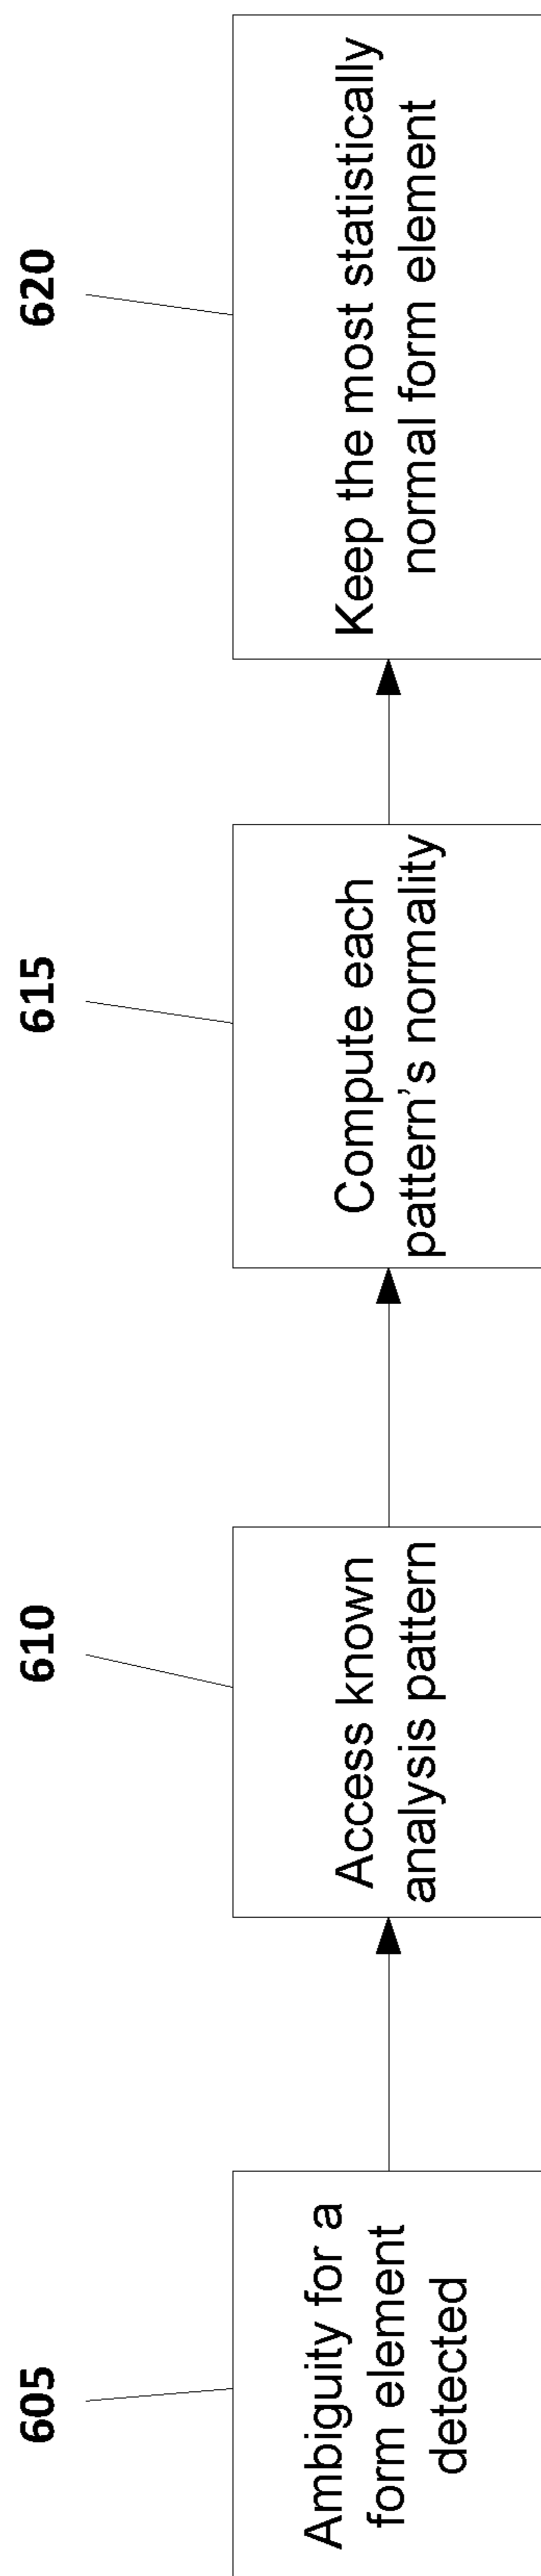 605
Ambiguity for a
form element
detected
610
Access known
analysis pattern
615
Compute each
pattern’s normality
620
Keep the most statistically
normal form element